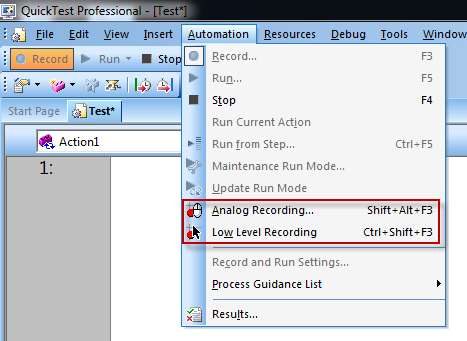 QuickTest Professional - [Test*]
File Edit View Insert Automation Resources Debug Tools Window
Record Run Stop
Start Page Test*
Action1
1:
Record... F3
Run... F5
Stop F4
Run Current Action
Run from Step... Ctrl+F5
Maintenance Run Mode...
Update Run Mode
Analog Recording... Shift+Alt+F3
Low Level Recording Ctrl+Shift+F3
Record and Run Settings...
Process Guidance List
Results...